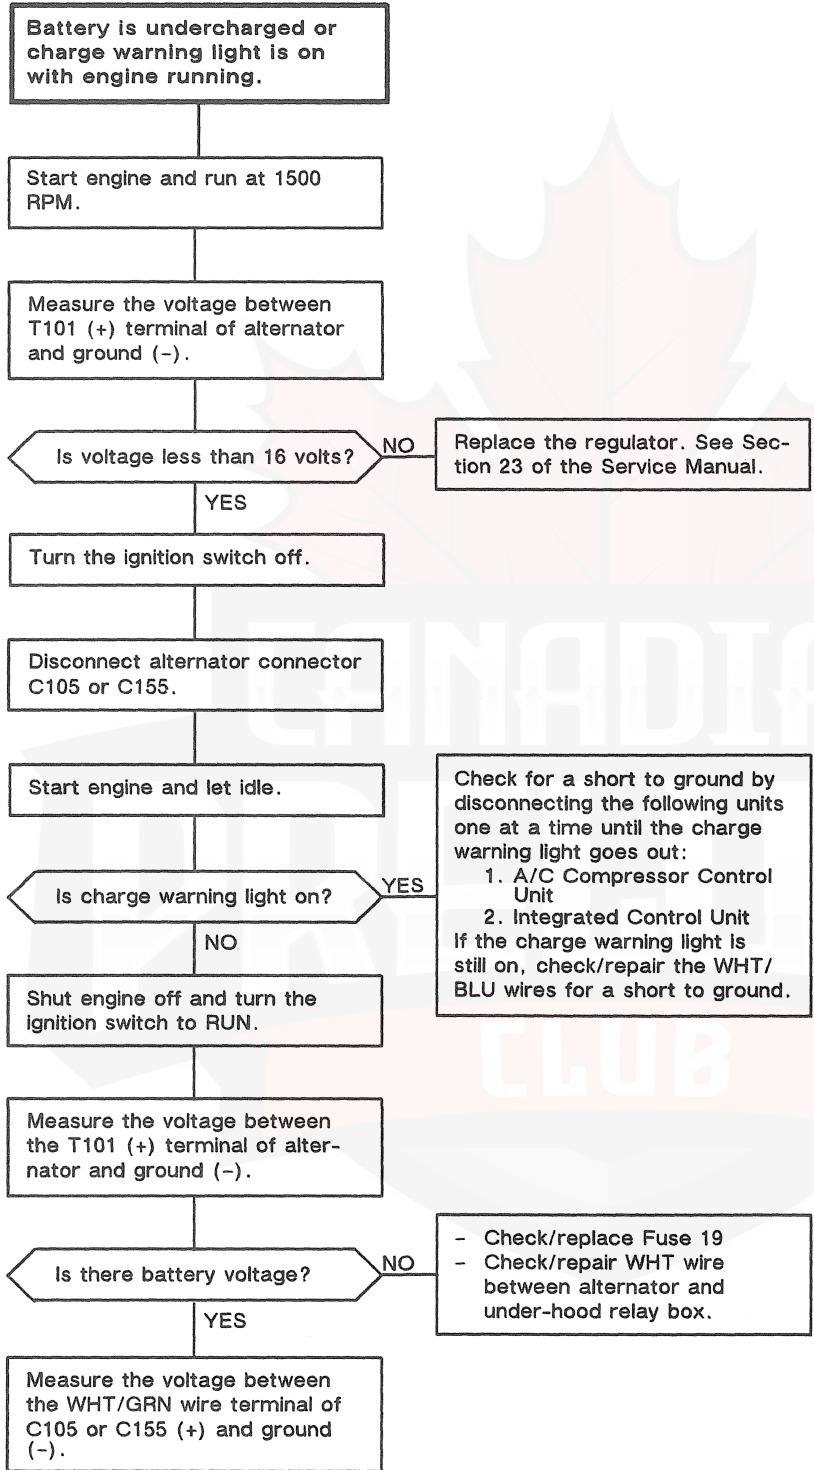 Battery is undercharged or
charge warning light is on
with engine running.
Start engine and run at 1500
RPM.
Measure the voltage between
T101 (+) terminal of alternator
and ground (-).
Is voltage less than 16 volts?
NO
Replace the regulator. See Sec-
tion 23 of the Service Manual.
YES
Turn the ignition switch off.
Disconnect alternator connector
C105 or C155.
Start engine and let idle.
Is charge warning light on?
YES
Check for a short to ground by
disconnecting the following units
one at a time until the charge
warning light goes out:
1. A/C Compressor Control
Unit
2. Integrated Control Unit
If the charge warning light is
still on, check/repair the WHT/
BLU wires for a short to ground.
NO
Shut engine off and turn the
ignition switch to RUN.
Measure the voltage between
the T101 (+) terminal of alter-
nator and ground (-).
Is there battery voltage?
NO
- Check/replace Fuse 19
- Check/repair WHT wire
between alternator and
under-hood relay box.
YES
Measure the voltage between
the WHT/GRN wire terminal of
C105 or C155 (+) and ground
(-).
CANADIA
CLUB